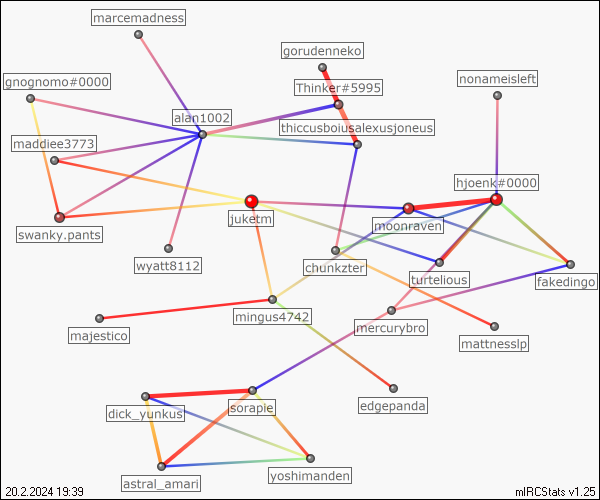 marcemadness
gorudenneko
gnognomo#0000
Thinker#5995
nonameisleft
alan1002
thiccusboiusalexusjoneus
maddiee3773
hjoenk#0000
juketm
moonraven
swanky.pants
wyatt8112
chunkzter
turtelious
fakedingo
mingus4742
mercurybro
majestico
mattnesslp
edgepanda
dick_yunkus
sorapie
yoshimanden
astral_amari
20.2.2024 19:39
mIRCStats v1.25